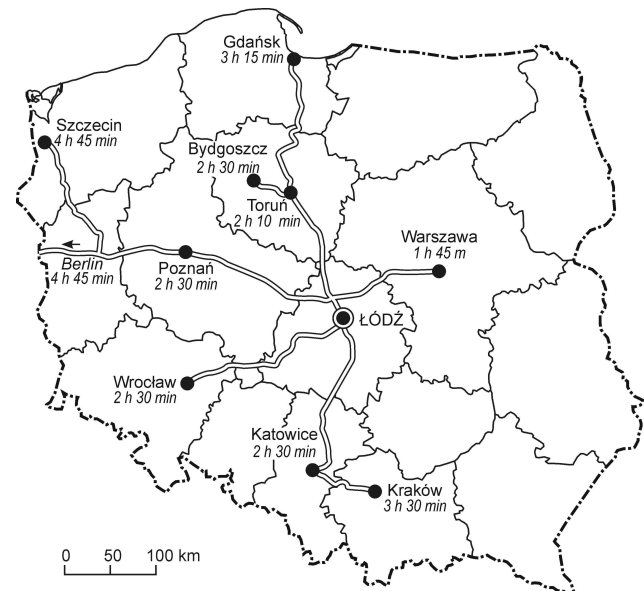 Gdańsk
3 h 15 min
Szczecin
4 h 45 min
Bydgoszcz
2 h 30 min
Toruń
2 h 10 min
Warszawa
1 h 45 m
Berlin
4 h 45 min
Poznań
2 h 30 min
ŁÓDŹ
Wrocław
2 h 30 min
Katowice
2 h 30 min
Kraków
3 h 30 min
0 50 100 km